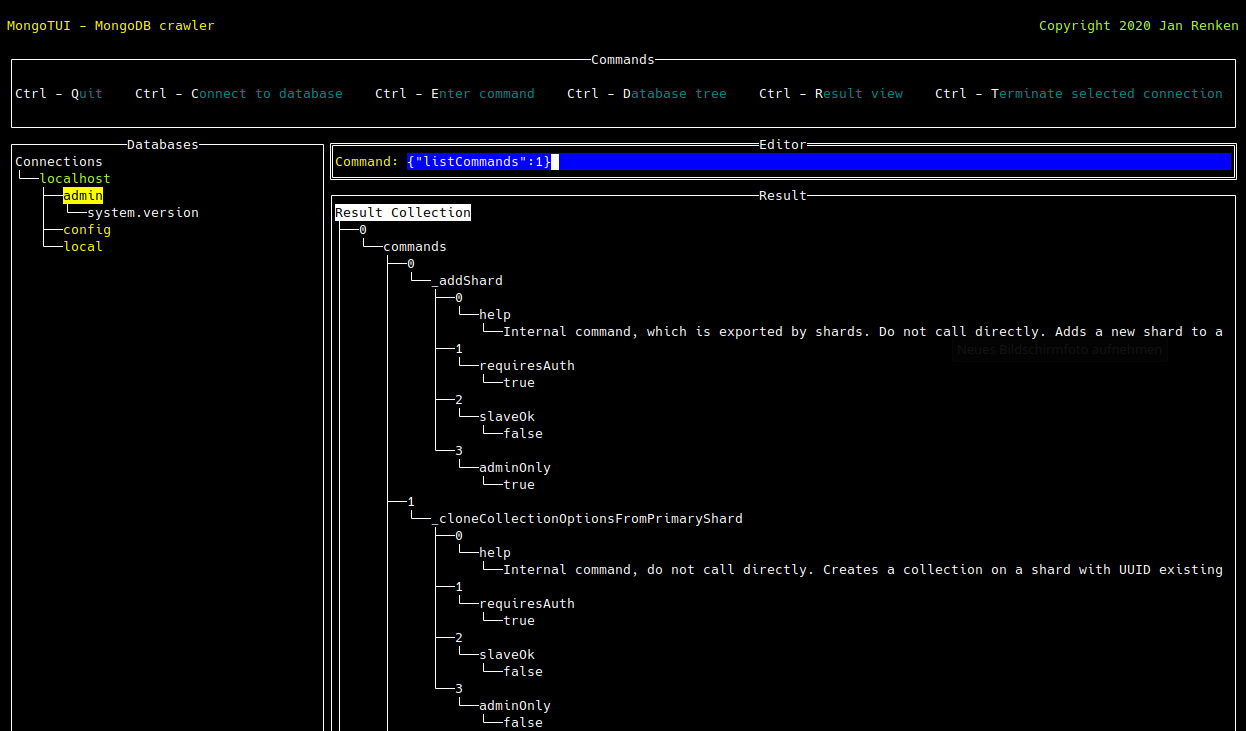 MongoTUI – MongoDB crawler Copyright 2020 Jan Renken
Commands
Ctrl – Quit Ctrl – Connect to database Ctrl – Enter command Ctrl – Database tree Ctrl – Result view Ctrl – Terminate selected connection
Databases
Connections
localhost
admin
system.version
config
local
Editor
Command: {"listCommands":1}
Result
Result Collection
0
commands
0
_addShard
0
help
Internal command, which is exported by shards. Do not call directly. Adds a new shard to a
Neues Bildschirmfoto aufnehmen
1
requiresAuth
true
2
slaveOk
false
3
adminOnly
true
1
_cloneCollectionOptionsFromPrimaryShard
0
help
Internal command, do not call directly. Creates a collection on a shard with UUID existing
1
requiresAuth
true
2
slaveOk
false
3
adminOnly
false